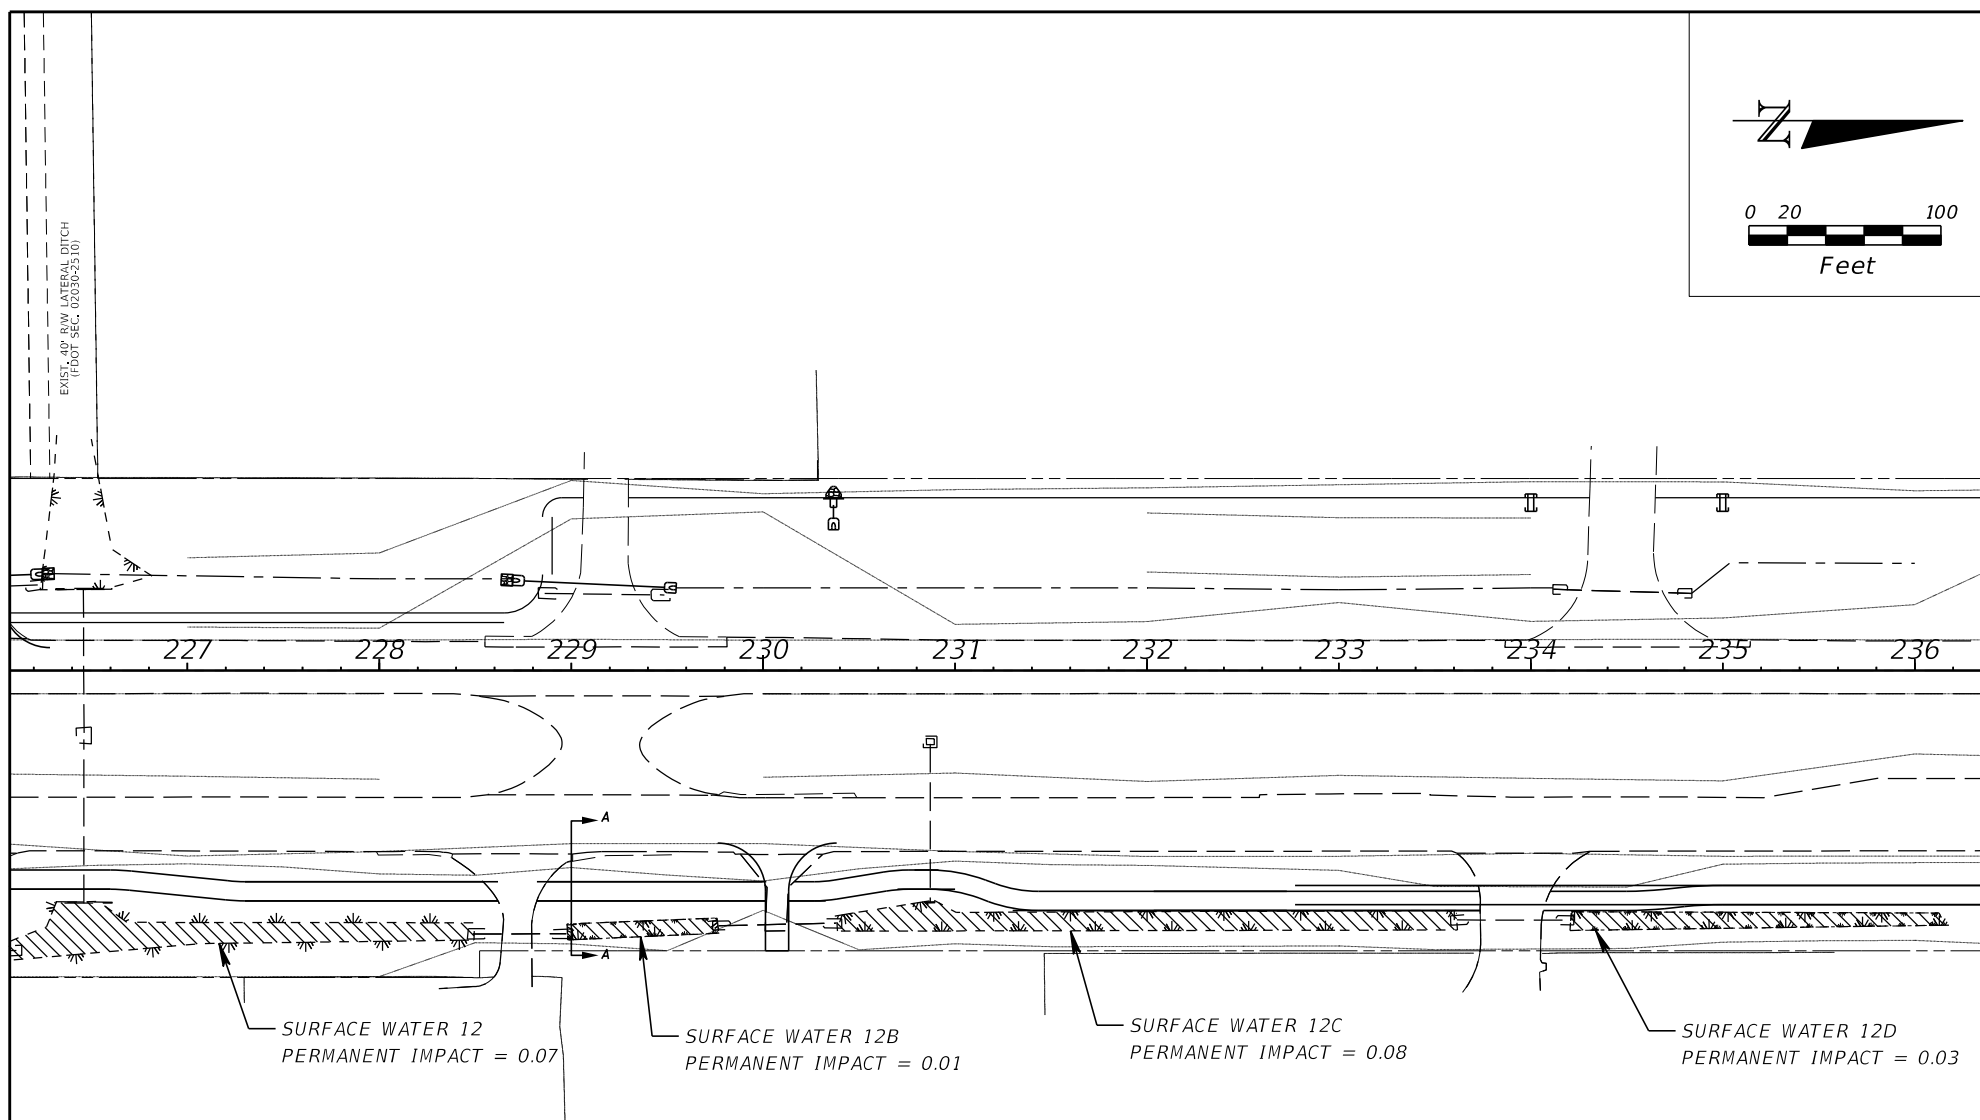 N
0 20 100
Feet
EXIST. 40' R/W LATERAL DITCH
(FDOT SEC. 02030-2510)
227 228 229 230 231 232 233 234 235 236
A
A
SURFACE WATER 12
PERMANENT IMPACT = 0.07
SURFACE WATER 12B
PERMANENT IMPACT = 0.01
SURFACE WATER 12C
PERMANENT IMPACT = 0.08
SURFACE WATER 12D
PERMANENT IMPACT = 0.03